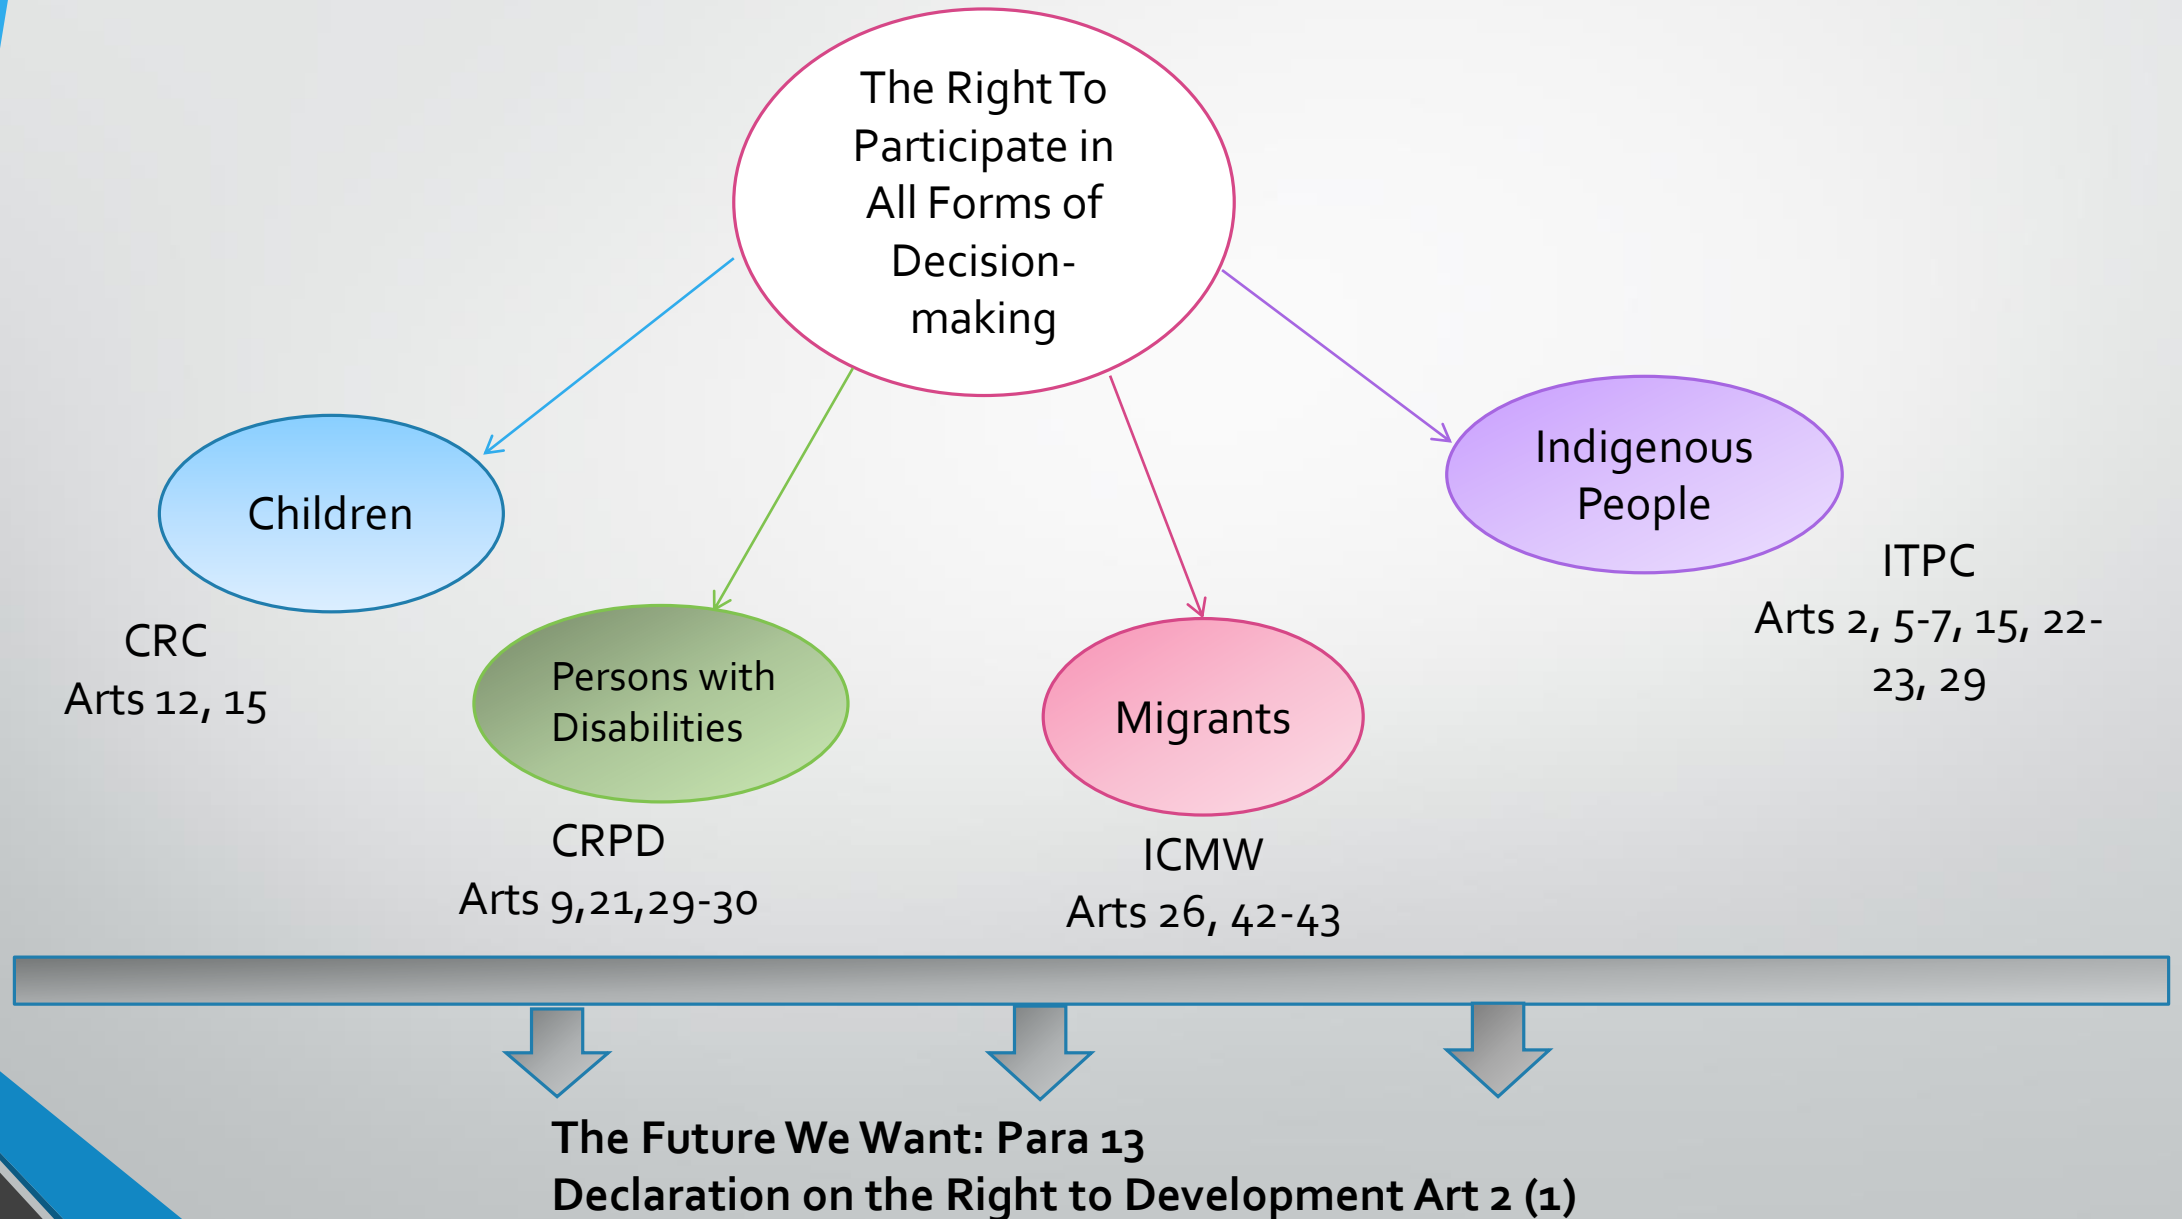 The Right To
Participate in
All Forms of
Decision-
making
Children
CRC
Arts 12, 15
Persons with
Disabilities
CRPD
Arts 9,21,29-30
Migrants
ICMW
Arts 26, 42-43
Indigenous
People
ITPC
Arts 2, 5-7, 15, 22-
23, 29
The Future We Want: Para 13
Declaration on the Right to Development Art 2 (1)